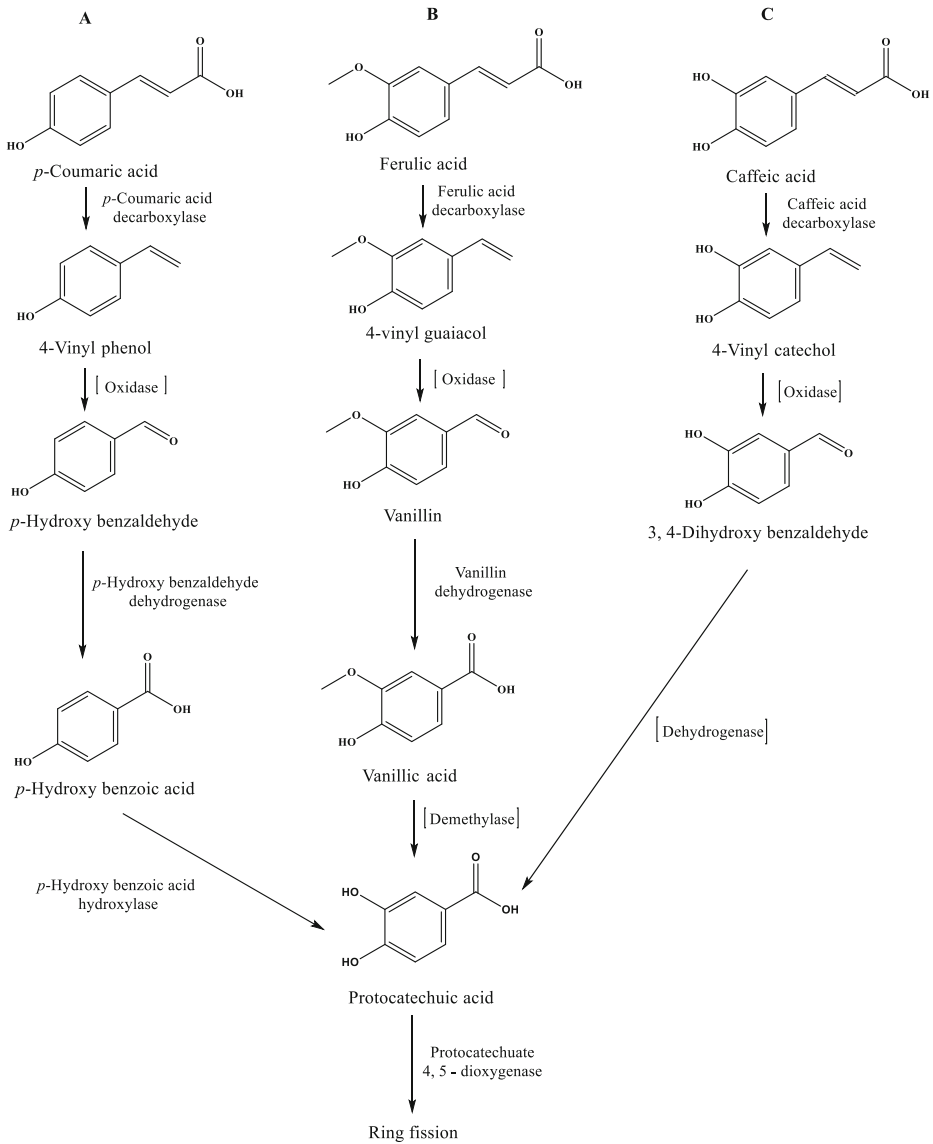 A
B
C
O
OH
HO
p-Coumaric acid
O
O
OH
HO
Ferulic acid
HO
O
OH
HO
Caffeic acid
p-Coumaric acid
decarboxylase
Ferulic acid
decarboxylase
Caffeic acid
decarboxylase
HO
4-Vinyl phenol
O
HO
4-vinyl guaiacol
HO
HO
4-Vinyl catechol
[ Oxidase ]
[ Oxidase ]
[Oxidase]
O
HO
p-Hydroxy benzaldehyde
O
O
HO
Vanillin
HO
O
HO
3, 4-Dihydroxy benzaldehyde
p-Hydroxy benzaldehyde
dehydrogenase
Vanillin
dehydrogenase
O
OH
HO
p-Hydroxy benzoic acid
O
O
OH
HO
Vanillic acid
[Dehydrogenase]
[Demethylase]
p-Hydroxy benzoic acid
hydroxylase
O
HO
OH
HO
Protocatechuic acid
Protocatechuate
4, 5 - dioxygenase
Ring fission